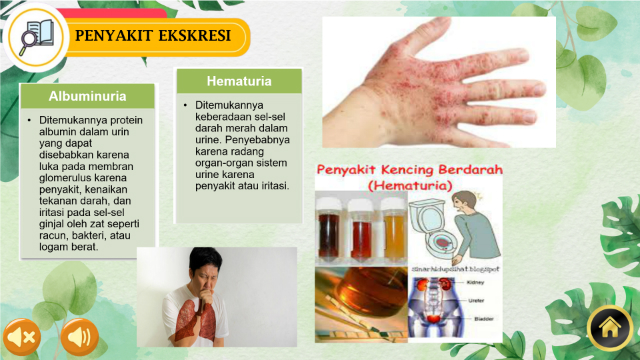 PENYAKIT EKSKRESI
Albuminuria
• Ditemukannya protein
albumin dalam urin
yang dapat
disebabkan karena
luka pada membran
glomerulus karena
penyakit, kenaikan
tekanan darah, dan
iritasi pada sel-sel
ginjal oleh zat seperti
racun, bakteri, atau
logam berat.
Hematuria
• Ditemukannya
keberadaan sel-sel
darah merah dalam
urine. Penyebabnya
karena radang
organ-organ sistem
urine karena
penyakit atau iritasi.
Penyakit Kencing Berdarah
(Hematuria)
sinarhidupsihat.blogspot
Kidney
Ureter
Bladder